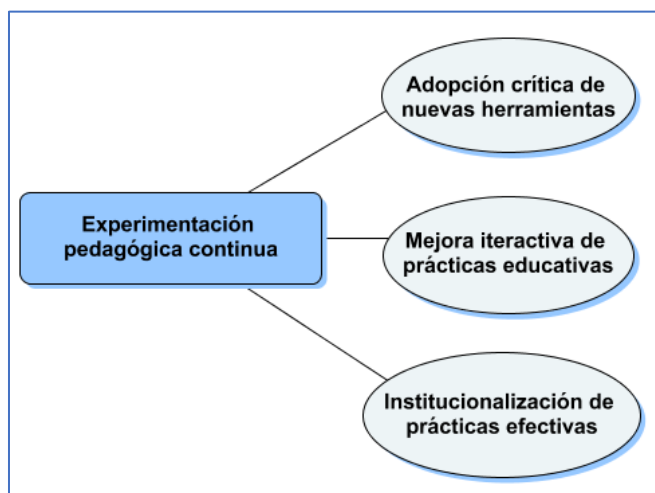 Adopción crítica de
nuevas herramientas
Experimentación
pedagógica continua
Mejora iteractiva de
prácticas educativas
Institucionalización de
prácticas efectivas